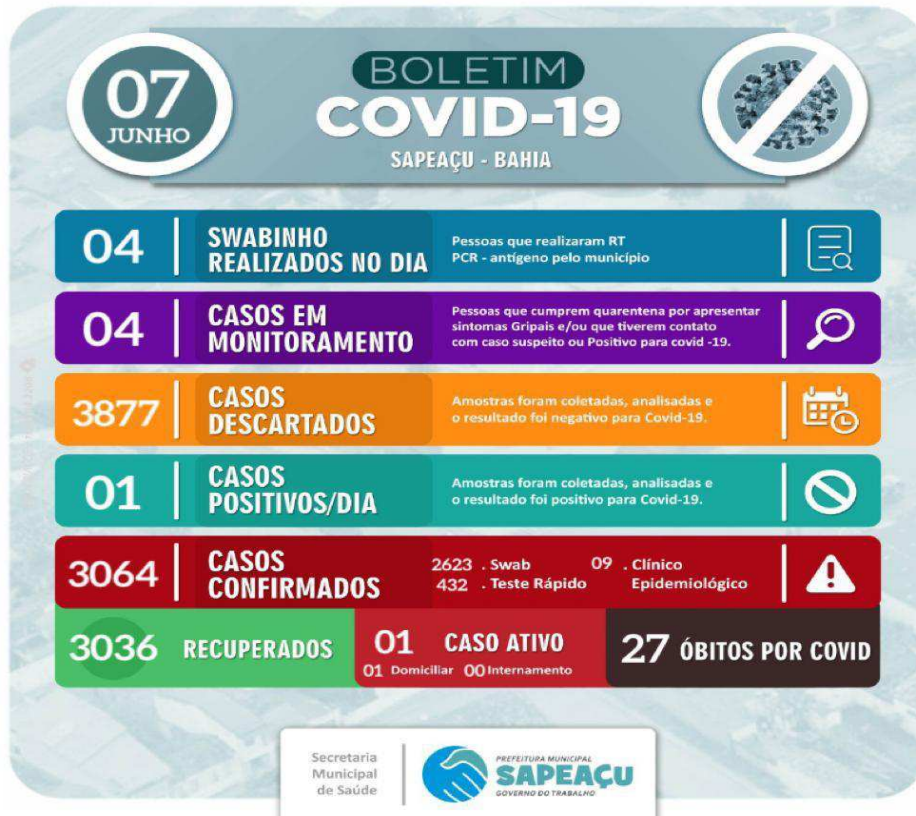 07
JUNHO
BOLETIM
COVID-19
SAPEAÇU - BAHIA
04
SWABINHO
REALIZADOS NO DIA
Pessoas que realizaram RT
PCR - antígeno pelo município
04
CASOS EM
MONITORAMENTO
Pessoas que cumprem quarentena por apresentar
sintomas Gripais e/ou que tiverem contato
com caso suspeito ou Positivo para covid -19.
3877
CASOS
DESCARTADOS
Amostras foram coletadas, analisadas e
o resultado foi negativo para Covid-19.
01
CASOS
POSITIVOS/DIA
Amostras foram coletadas, analisadas e
o resultado foi positivo para Covid-19.
3064
CASOS
CONFIRMADOS
2623 . Swab
432 . Teste Rápido
09 . Clínico
Epidemiológico
3036 RECUPERADOS
01 CASO ATIVO
01 Domiciliar 00 Internamento
27 ÓBITOS POR COVID
Secretaria
Municipal
de Saúde
PREFEITURA MUNICIPAL
SAPEAÇU
GOVERNO DO TRABALHO